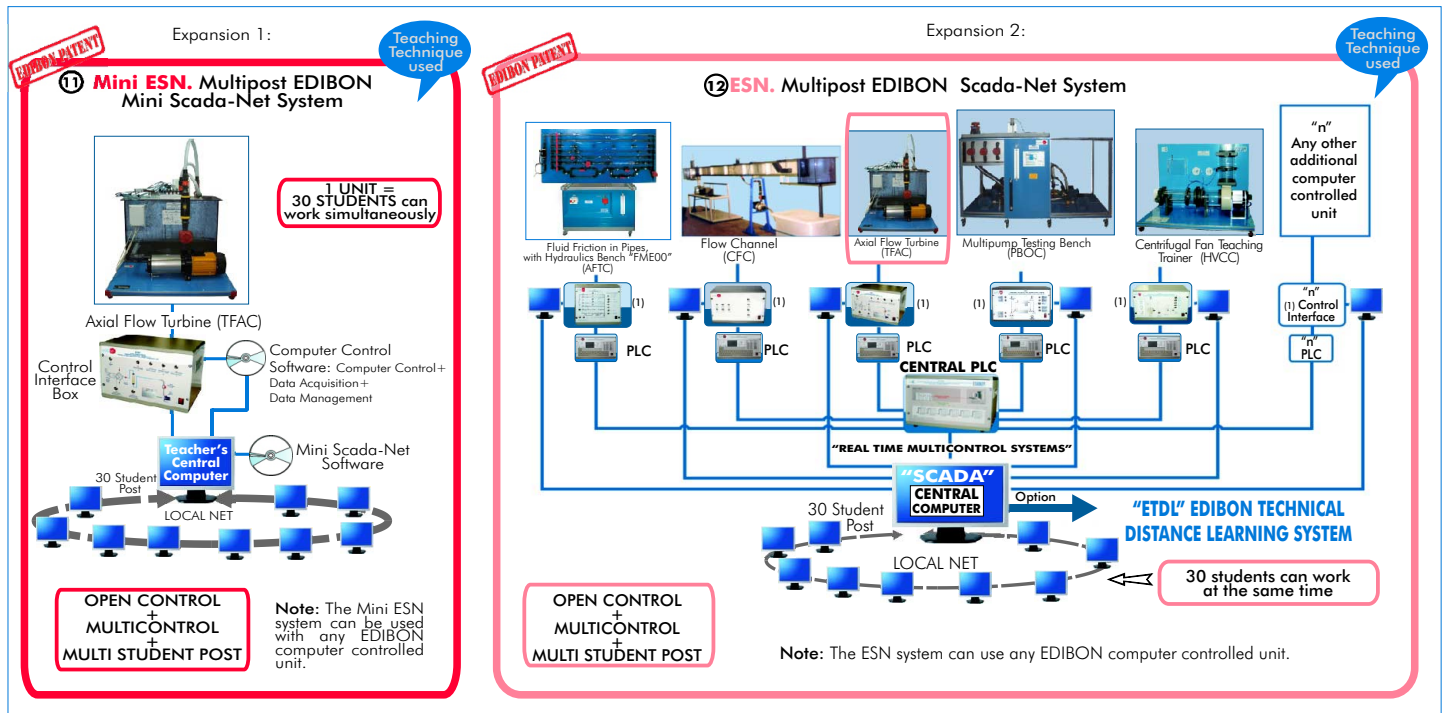 Expansion 1:
EDIBON PATENT
Teaching
Technique
used
11 Mini ESN. Multipost EDIBON
Mini Scada-Net System
1 UNIT =
30 STUDENTS can
work simultaneously
Axial Flow Turbine (TFAC)
Control
Interface
Box
Computer Control
Software: Computer Control+
Data Acquisition+
Data Management
Teacher's
Central
Computer
Mini Scada-Net
Software
30 Student
Post
LOCAL NET
OPEN CONTROL
+
MULTICONTROL
+
MULTI STUDENT POST
Note: The Mini ESN
system can be used
with any EDIBON
computer controlled
unit.
Expansion 2:
EDIBON PATENT
Teaching
Technique
used
12 ESN. Multipost EDIBON Scada-Net System
Fluid Friction in Pipes,
with Hydraulics Bench "FME00"
(AFTC)
Flow Channel
(CFC)
Axial Flow Turbine
(TFAC)
Multipump Testing Bench
(PBOC)
Centrifugal Fan Teaching
Trainer (HVCC)
"n"
Any other
additional
computer
controlled
unit
(1)
(1)
(1)
(1)
(1)
"n"
(1) Control
Interface
PLC
PLC
PLC
PLC
PLC
"n"
PLC
CENTRAL PLC
"REAL TIME MULTICONTROL SYSTEMS"
"SCADA"
CENTRAL
COMPUTER
Option
"ETDL" EDIBON TECHNICAL
DISTANCE LEARNING SYSTEM
30 Student
Post
LOCAL NET
30 students can work
at the same time
OPEN CONTROL
+
MULTICONTROL
+
MULTI STUDENT POST
Note: The ESN system can use any EDIBON computer controlled unit.